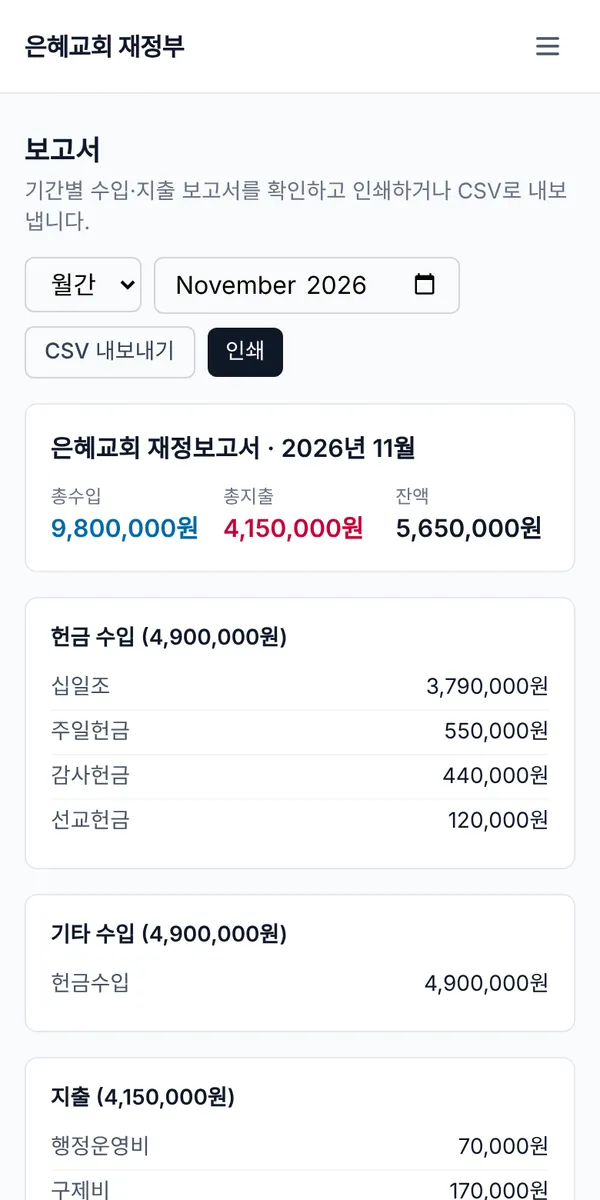 은혜교회 재정부
보고서
기간별 수입·지출 보고서를 확인하고 인쇄하거나 CSV로 내보
냅니다.
월간
November 2026
CSV 내보내기
인쇄
은혜교회 재정보고서 · 2026년 11월
총수입 총지출 잔액
9,800,000원 4,150,000원 5,650,000원
헌금 수입 (4,900,000원)
십일조 3,790,000원
주일헌금 550,000원
감사헌금 440,000원
선교헌금 120,000원
기타 수입 (4,900,000원)
헌금수입 4,900,000원
지출 (4,150,000원)
행정운영비 70,000원
구제비 170,000원